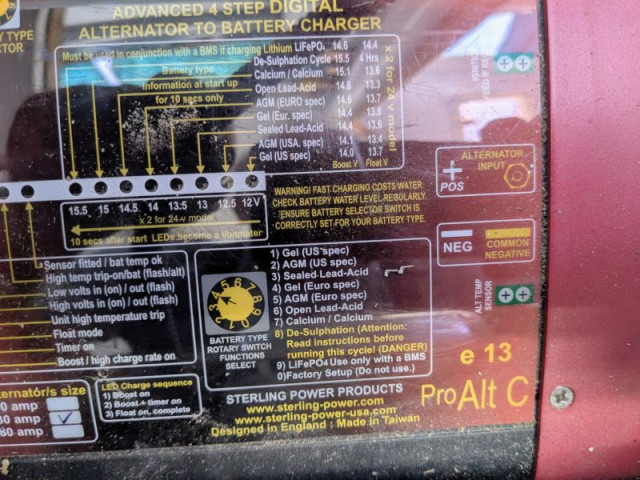 ADVANCED 4 STEP DIGITAL
ALTERNATOR TO BATTERY CHARGER
Must be used in conjunction with a BMS if charging Lithium LiFEPO4 14.6 14.4
De-Sulphation Cycle 15.5 4 Hrs
Battery type Calcium / Calcium 15.1 13.6
Information at start up Open Lead-Acid 14.8 13.3
for 10 secs only AGM (EURO spec) 14.6 13.7
Gel (Eur. spec) 14.4 13.8
Sealed Lead-Acid 14.4 13.6
AGM (USA. spec) 14.1 13.4
Gel (US spec) 14.0 13.7
Boost V Float V
x 2 for 24 v model
15.5 15 14.5 14 13.5 13 12.5 12V
x 2 for 24v model
10 secs after start LEDs become a Voltmeter
WARNING! FAST CHARGING COSTS WATER.
CHECK BATTERY WATER LEVEL REGULARLY.
ENSURE BATTERY SELECTOR SWITCH IS
CORRECTLY SET FOR YOUR BATTERY TYPE.
IGNITION
ALTERNATOR
INPUT
+
POS
NEG
COMMON
NEGATIVE
ALT TEMP
SENSOR
Sensor fitted / bat temp ok
High temp trip-on/bat (flash/alt)
Low volts in (on) / out (flash)
High volts in (on) / out (flash)
Unit high temperature trip
Float mode
Timer on
Boost / high charge rate on
BATTERY TYPE
ROTARY SWITCH
FUNCTIONS
SELECT
1) Gel (US spec)
2) AGM (US spec)
3) Sealed Lead-Acid
4) Gel (Euro spec)
5) AGM (Euro spec)
6) Open Lead-Acid
7) Calcium / Calcium
8) De-Sulphation (Attention:
Read instructions before
running this cycle) (DANGER)
9) LiFePO4 Use only with a BMS
0)Factory Setup (Do not use.)
LED Charge sequence
1) Boost on
2) Boost + timer on
3) Float on, complete
STERLING POWER PRODUCTS
www.sterling-power.com
www.sterling-power-usa.com
Designed in England : Made in Taiwan
e 13
ProAlt C